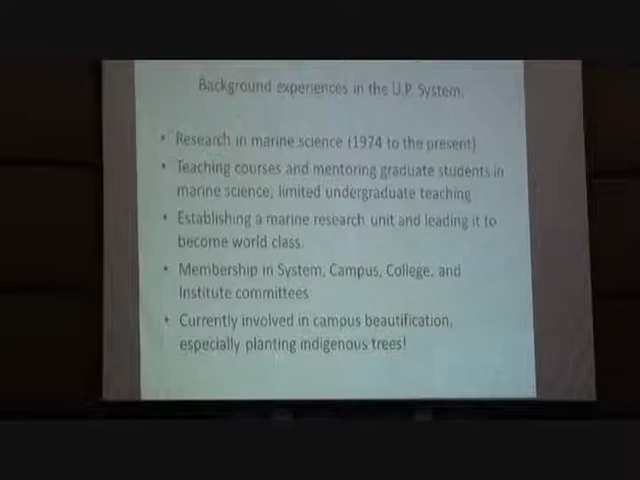 Background experiences in the U.P. System:
• Research in marine science (1974 to the present)
• Teaching courses and mentoring graduate students in
marine science, limited undergraduate teaching
• Establishing a marine research unit and leading it to
become world class.
• Membership in System, Campus, College, and
Institute committees
• Currently involved in campus beautification,
especially planting indigenous trees!